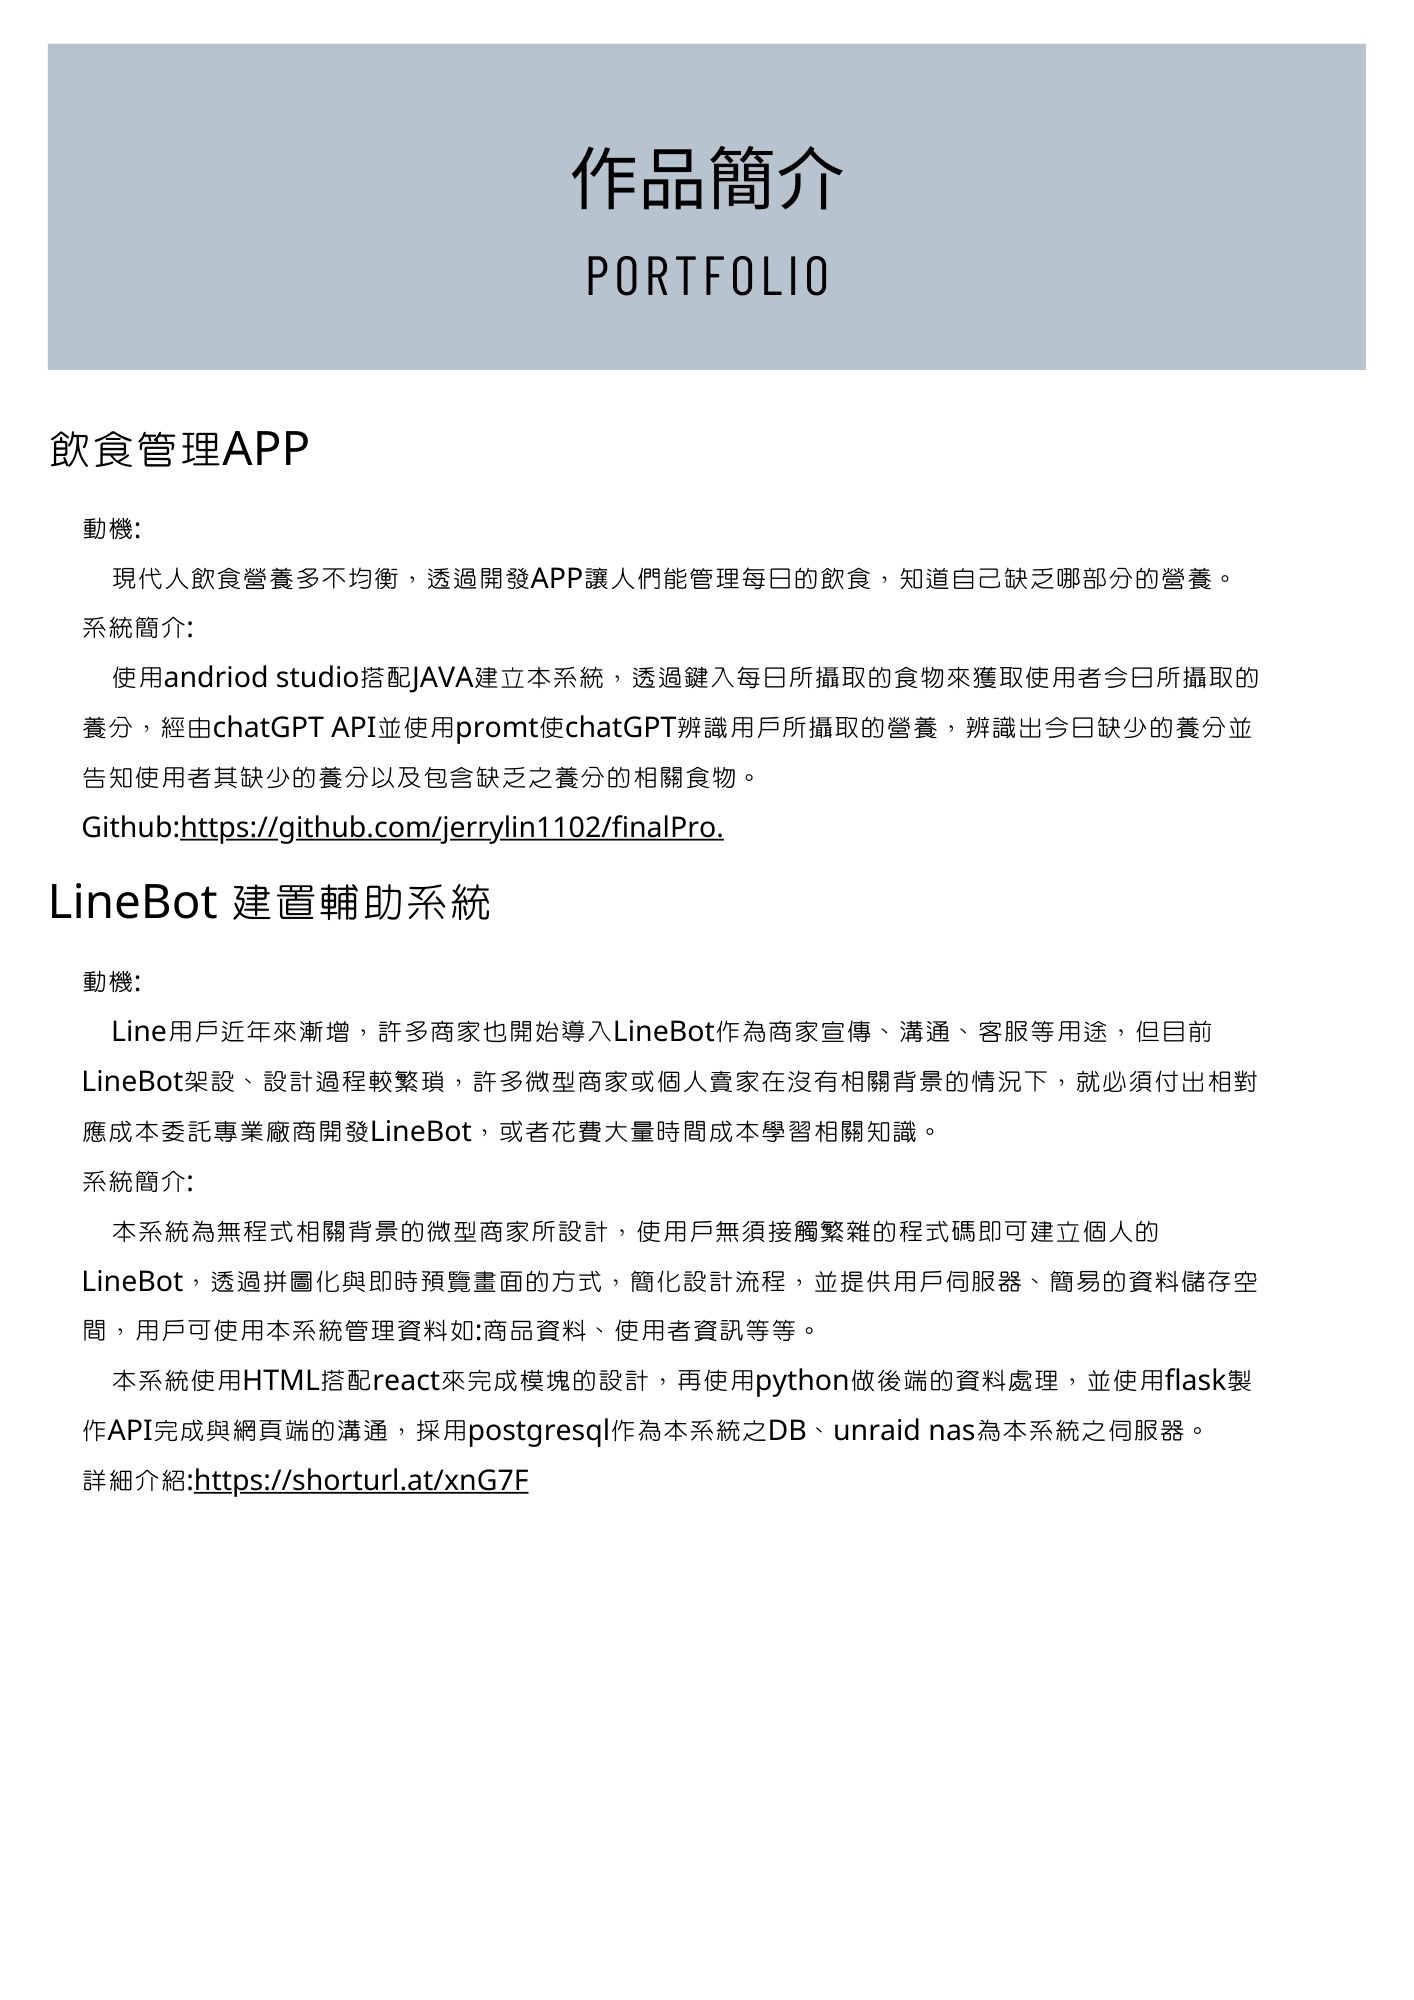 作品簡介
PORTFOLIO
飲食管理APP
動機:
現代人飲食營養多不均衡，透過開發APP讓人們能管理每日的飲食，知道自己缺乏哪部分的營養。
系統簡介:
使用andriod studio搭配JAVA建立本系統，透過鍵入每日所攝取的食物來獲取使用者今日所攝取的
養分，經由chatGPT API並使用promt使chatGPT辨識用戶所攝取的營養，辨識出今日缺少的養分並
告知使用者其缺少的養分以及包含缺乏之養分的相關食物。
Github:https://github.com/jerrylin1102/finalPro.
LineBot 建置輔助系統
動機:
Line用戶近年來漸增，許多商家也開始導入LineBot作為商家宣傳、溝通、客服等用途，但目前
LineBot架設、設計過程較繁瑣，許多微型商家或個人賣家在沒有相關背景的情況下，就必須付出相對
應成本委託專業廠商開發LineBot，或者花費大量時間成本學習相關知識。
系統簡介:
本系統為無程式相關背景的微型商家所設計，使用戶無須接觸繁雜的程式碼即可建立個人的
LineBot，透過拼圖化與即時預覽畫面的方式，簡化設計流程，並提供用戶伺服器、簡易的資料儲存空
間，用戶可使用本系統管理資料如:商品資料、使用者資訊等等。
本系統使用HTML搭配react來完成模塊的設計，再使用python做後端的資料處理，並使用flask製
作API完成與網頁端的溝通，採用postgresql作為本系統之DB、unraid nas為本系統之伺服器。
詳細介紹:https://shorturl.at/xnG7F